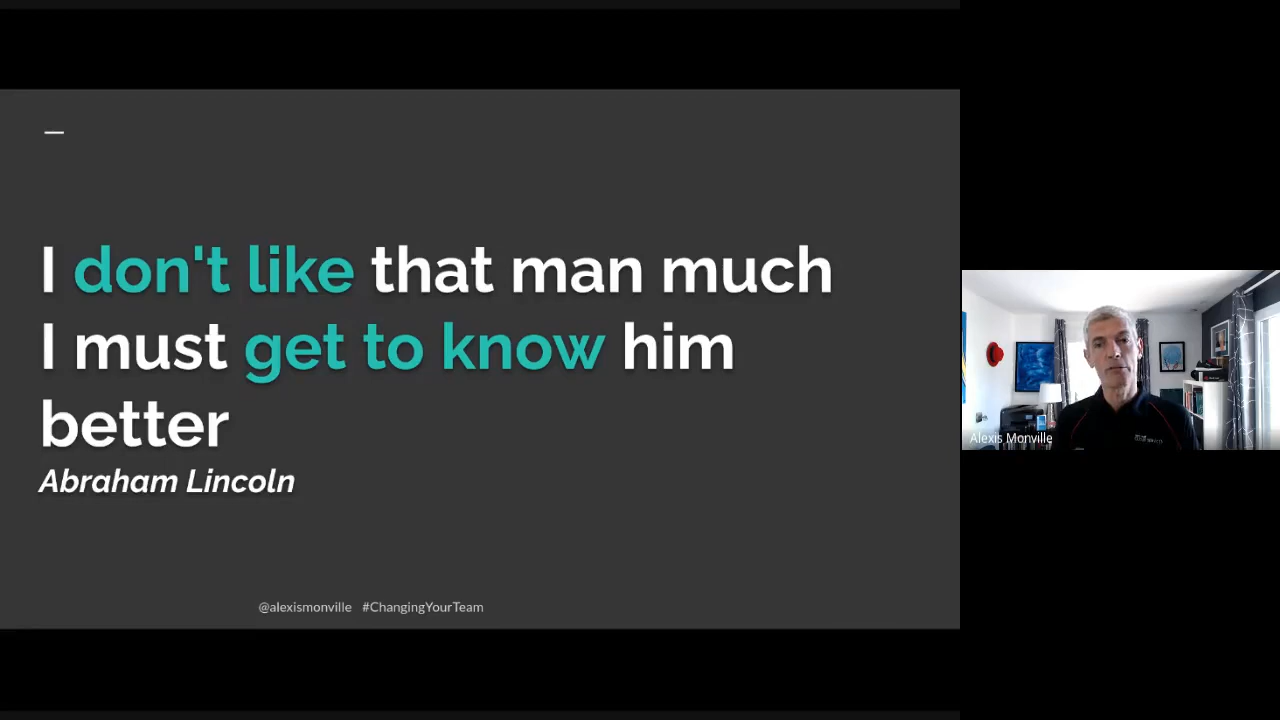 I don't like that man much
I must get to know him
better
Abraham Lincoln
@alexismonville #ChangingYourTeam
Alexis Monville